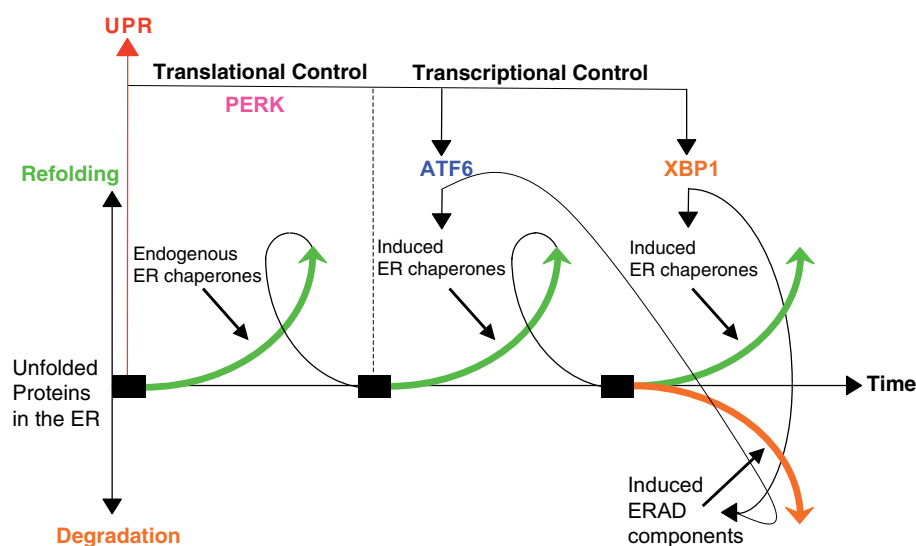 UPR
Translational Control
Transcriptional Control
PERK
ATF6
XBP1
Refolding
Endogenous
ER chaperones
Induced
ER chaperones
Induced
ER chaperones
Unfolded
Proteins
in the ER
Time
Induced
ERAD
components
Degradation